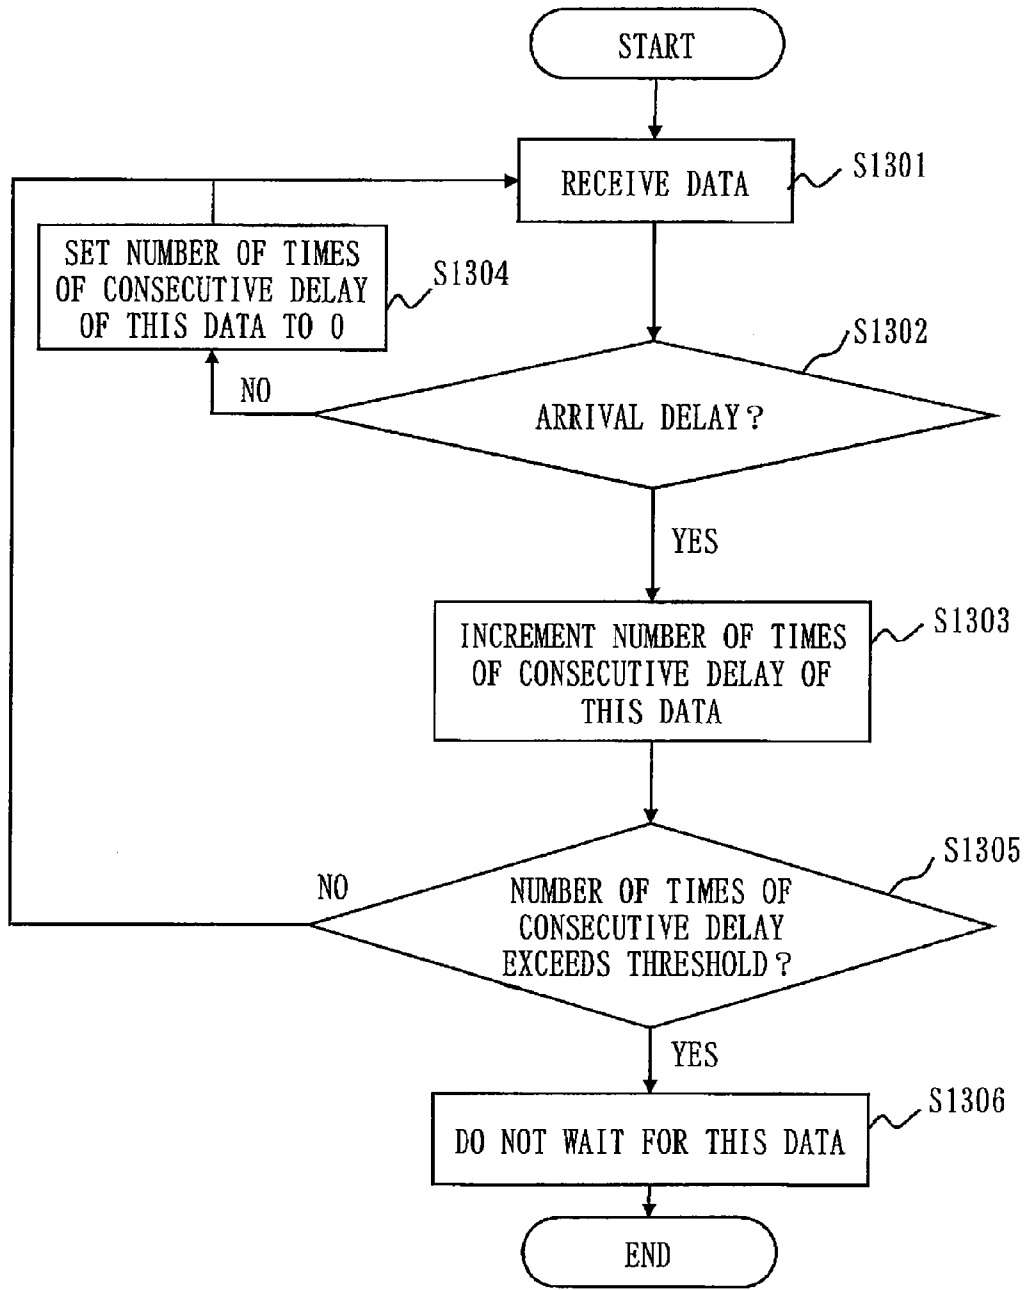 START
RECEIVE DATA
S1301
SET NUMBER OF TIMES
OF CONSECUTIVE DELAY
OF THIS DATA TO 0
S1304
S1302
NO
ARRIVAL DELAY?
YES
INCREMENT NUMBER OF TIMES
OF CONSECUTIVE DELAY OF
THIS DATA
S1303
S1305
NO
NUMBER OF TIMES OF
CONSECUTIVE DELAY
EXCEEDS THRESHOLD?
YES
S1306
DO NOT WAIT FOR THIS DATA
END